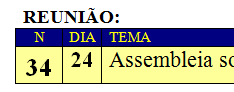 REUNIÃO:
N DIA TEMA
34 24 Assembleia